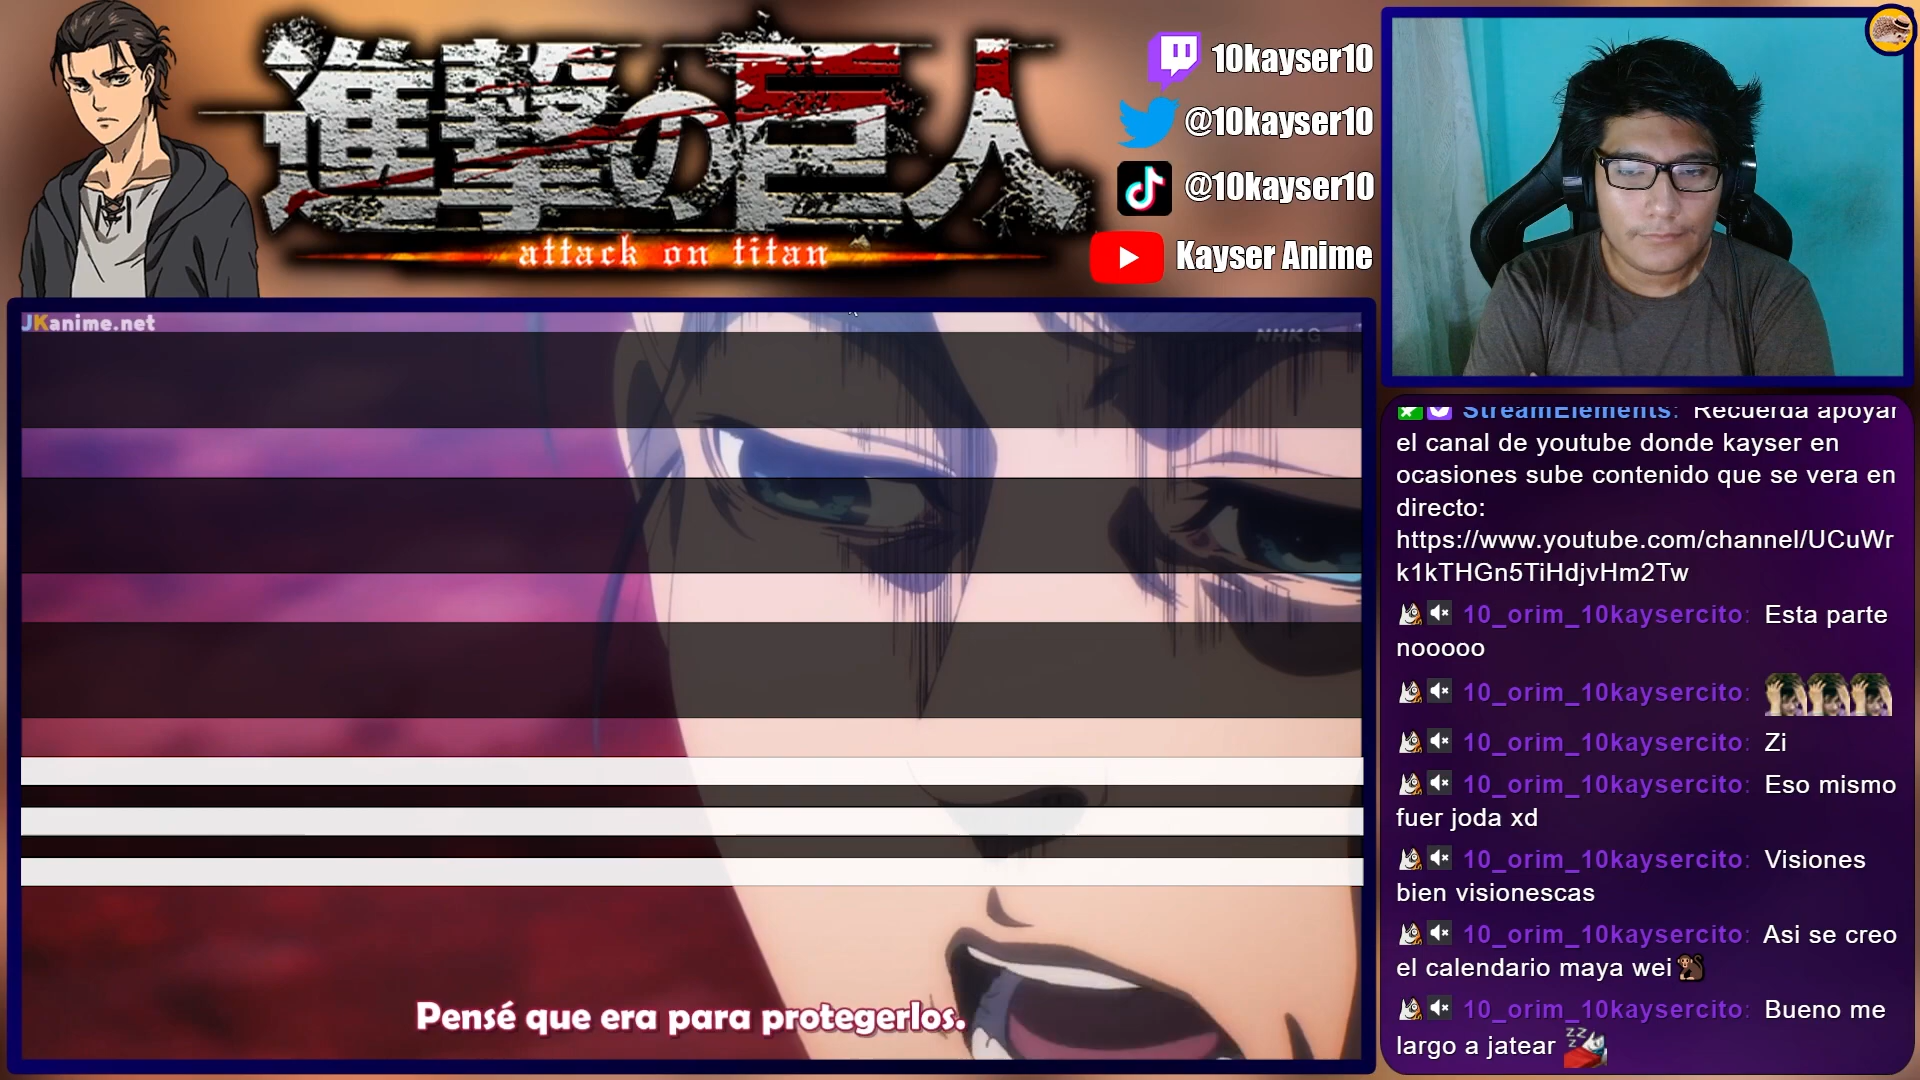 進撃の巨人
attack on titan
10kayser10
@10kayser10
@10kayser10
Kayser Anime
JKanime.net
NHK G
Pensé que era para protegerlos.
StreamElements: Recuerda apoyar
el canal de youtube donde kayser en
ocasiones sube contenido que se vera en
directo:
https://www.youtube.com/channel/UCuWr
k1kTHGn5TiHdjvHm2Tw
10_orim_10kaysercito: Esta parte
nooooo
10_orim_10kaysercito:
10_orim_10kaysercito: Zi
10_orim_10kaysercito: Eso mismo
fuer joda xd
10_orim_10kaysercito: Visiones
bien visionescas
10_orim_10kaysercito: Asi se creo
el calendario maya wei
10_orim_10kaysercito: Bueno me
largo a jatear